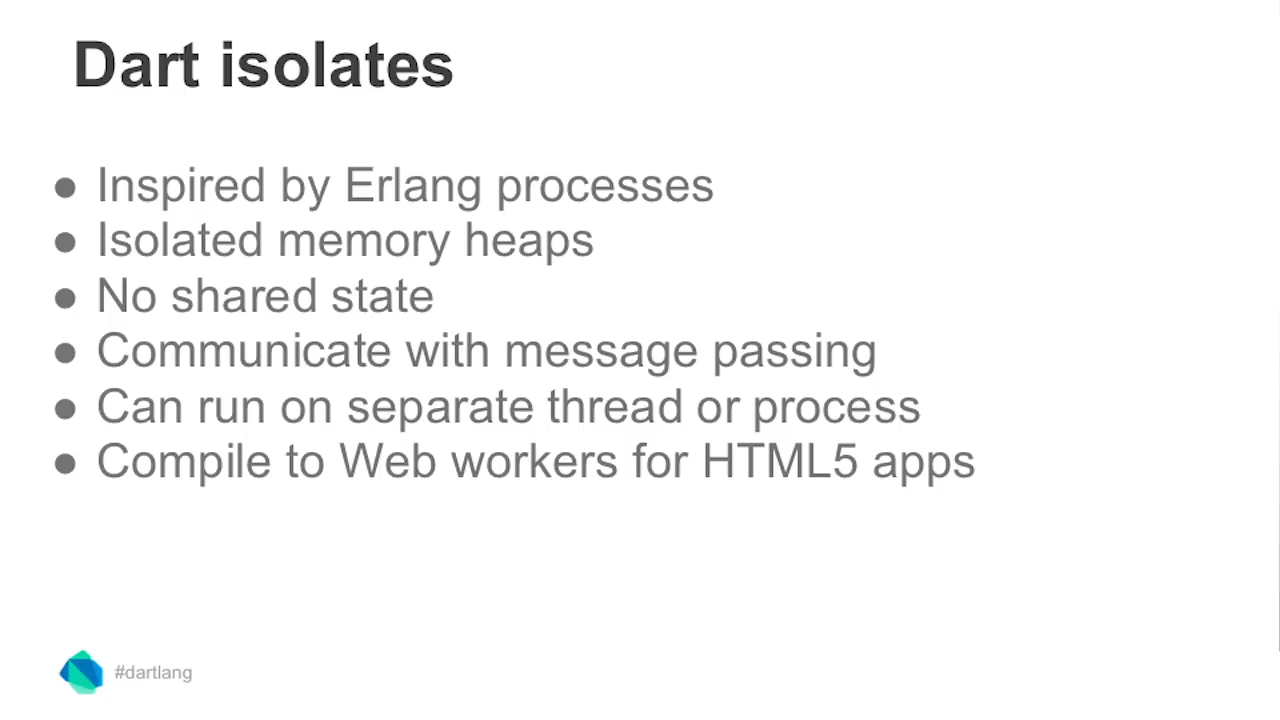 Dart isolates
● Inspired by Erlang processes
● Isolated memory heaps
● No shared state
● Communicate with message passing
● Can run on separate thread or process
● Compile to Web workers for HTML5 apps
#dartlang